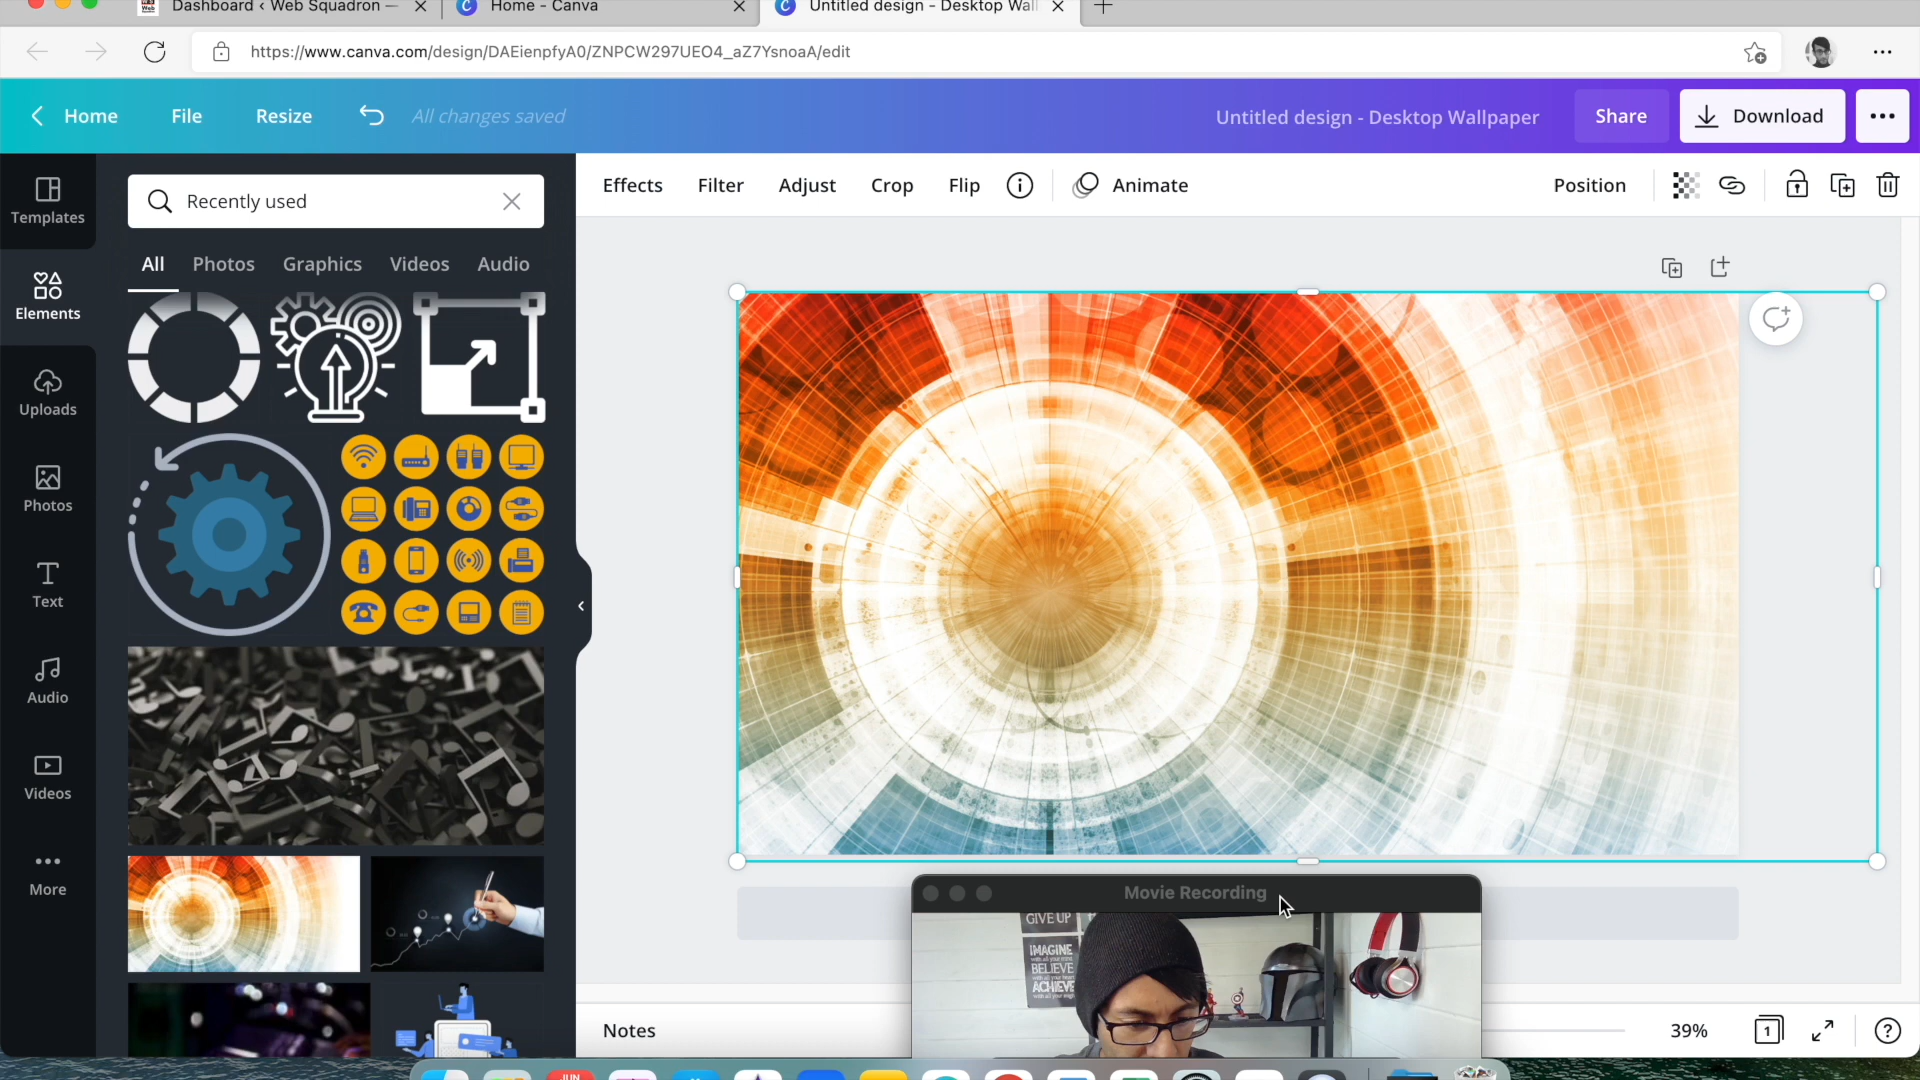 Dashboard ‹ Web Squadron —
Home - Canva
Untitled design - Desktop Wall
https://www.canva.com/design/DAEienpfyA0/ZNPCW297UEO4_aZ7YsnoaA/edit
Home
File
Resize
All changes saved
Untitled design - Desktop Wallpaper
Share
Download
Templates
Elements
Uploads
Photos
Text
Audio
Videos
More
Recently used
All
Photos
Graphics
Videos
Audio
Effects
Filter
Adjust
Crop
Flip
Animate
Position
Movie Recording
GIVE UP
IMAGINE
BELIEVE
ACHIEVE
Notes
39%
1
JUN